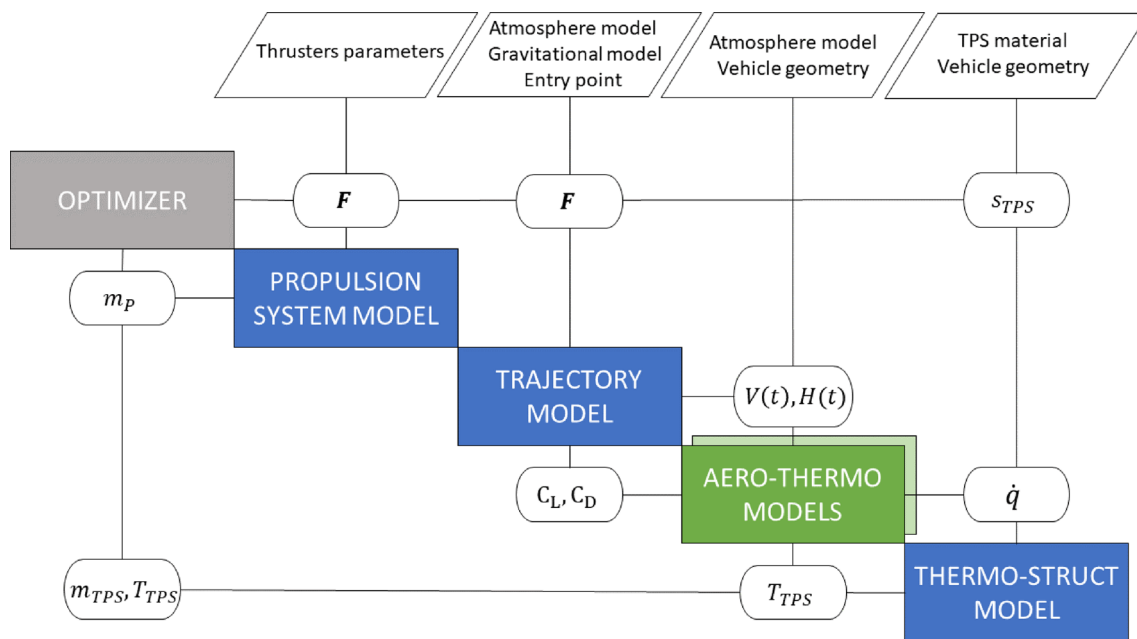 Thrusters parameters
Atmosphere model
Gravitational model
Entry point
Atmosphere model
Vehicle geometry
TPS material
Vehicle geometry
OPTIMIZER
F
F
s_TPS
m_P
PROPULSION
SYSTEM MODEL
TRAJECTORY
MODEL
V(t), H(t)
C_L, C_D
AERO-THERMO
MODELS
q̇
m_TPS, T_TPS
T_TPS
THERMO-STRUCT
MODEL